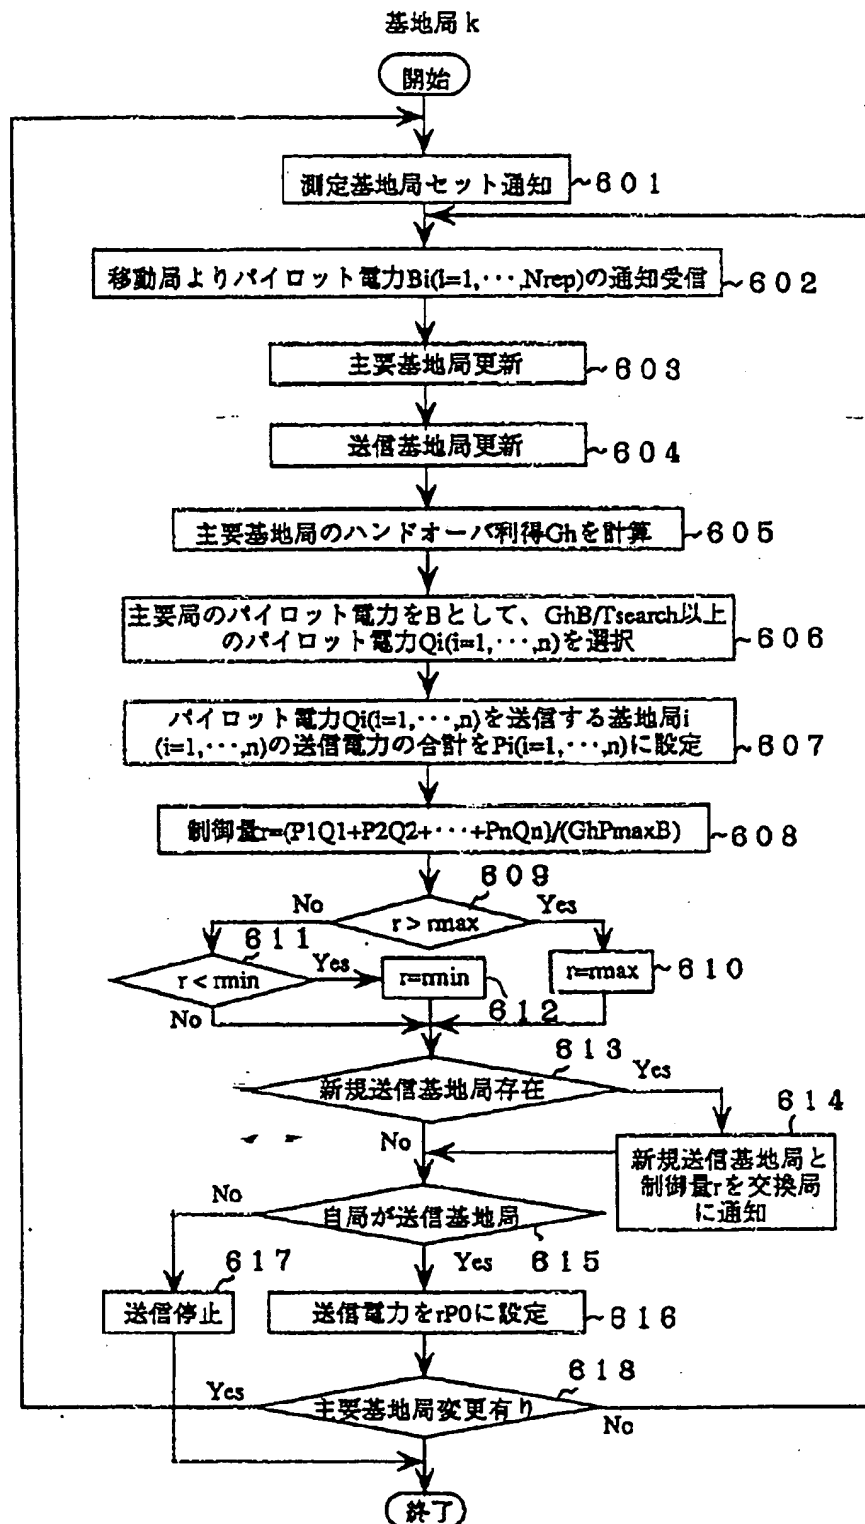 基地局 k
開始
測定基地局セット通知 ~601
移動局よりパイロット電力Bi(i=1,···,Nrep)の通知受信 ~602
主要基地局更新 ~603
送信基地局更新 ~604
主要基地局のハンドオーバ利得Ghを計算 ~605
主要局のパイロット電力をBとして、GhB/Tsearch以上
のパイロット電力Qi(i=1,···,n)を選択 ~606
パイロット電力Qi(i=1,···,n)を送信する基地局i
(i=1,···,n)の送信電力の合計をPi(i=1,···,n)に設定 ~607
制御量r=(P1Q1+P2Q2+···+PnQn)/(GhPmaxB) ~608
609
No
Yes
r > rmax
611
r < rmin
Yes
r=rmin
612
r=rmax ~610
No
613
新規送信基地局存在
Yes
614
No
新規送信基地局と
制御量rを交換局
に通知
No
自局が送信基地局
615
Yes
617
送信停止
送信電力をrP0に設定 ~616
618
Yes
主要基地局変更有り
No
終了